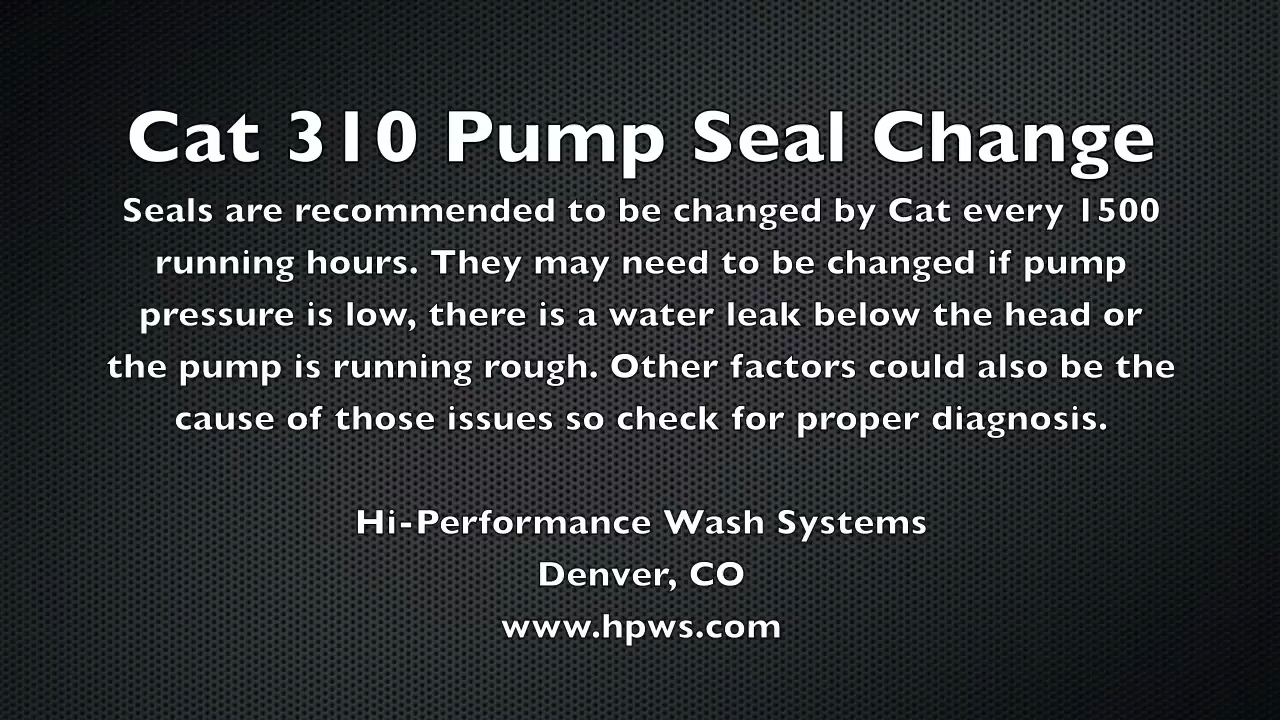 Cat 310 Pump Seal Change
Seals are recommended to be changed by Cat every 1500
running hours. They may need to be changed if pump
pressure is low, there is a water leak below the head or
the pump is running rough. Other factors could also be the
cause of those issues so check for proper diagnosis.
Hi-Performance Wash Systems
Denver, CO
www.hpws.com